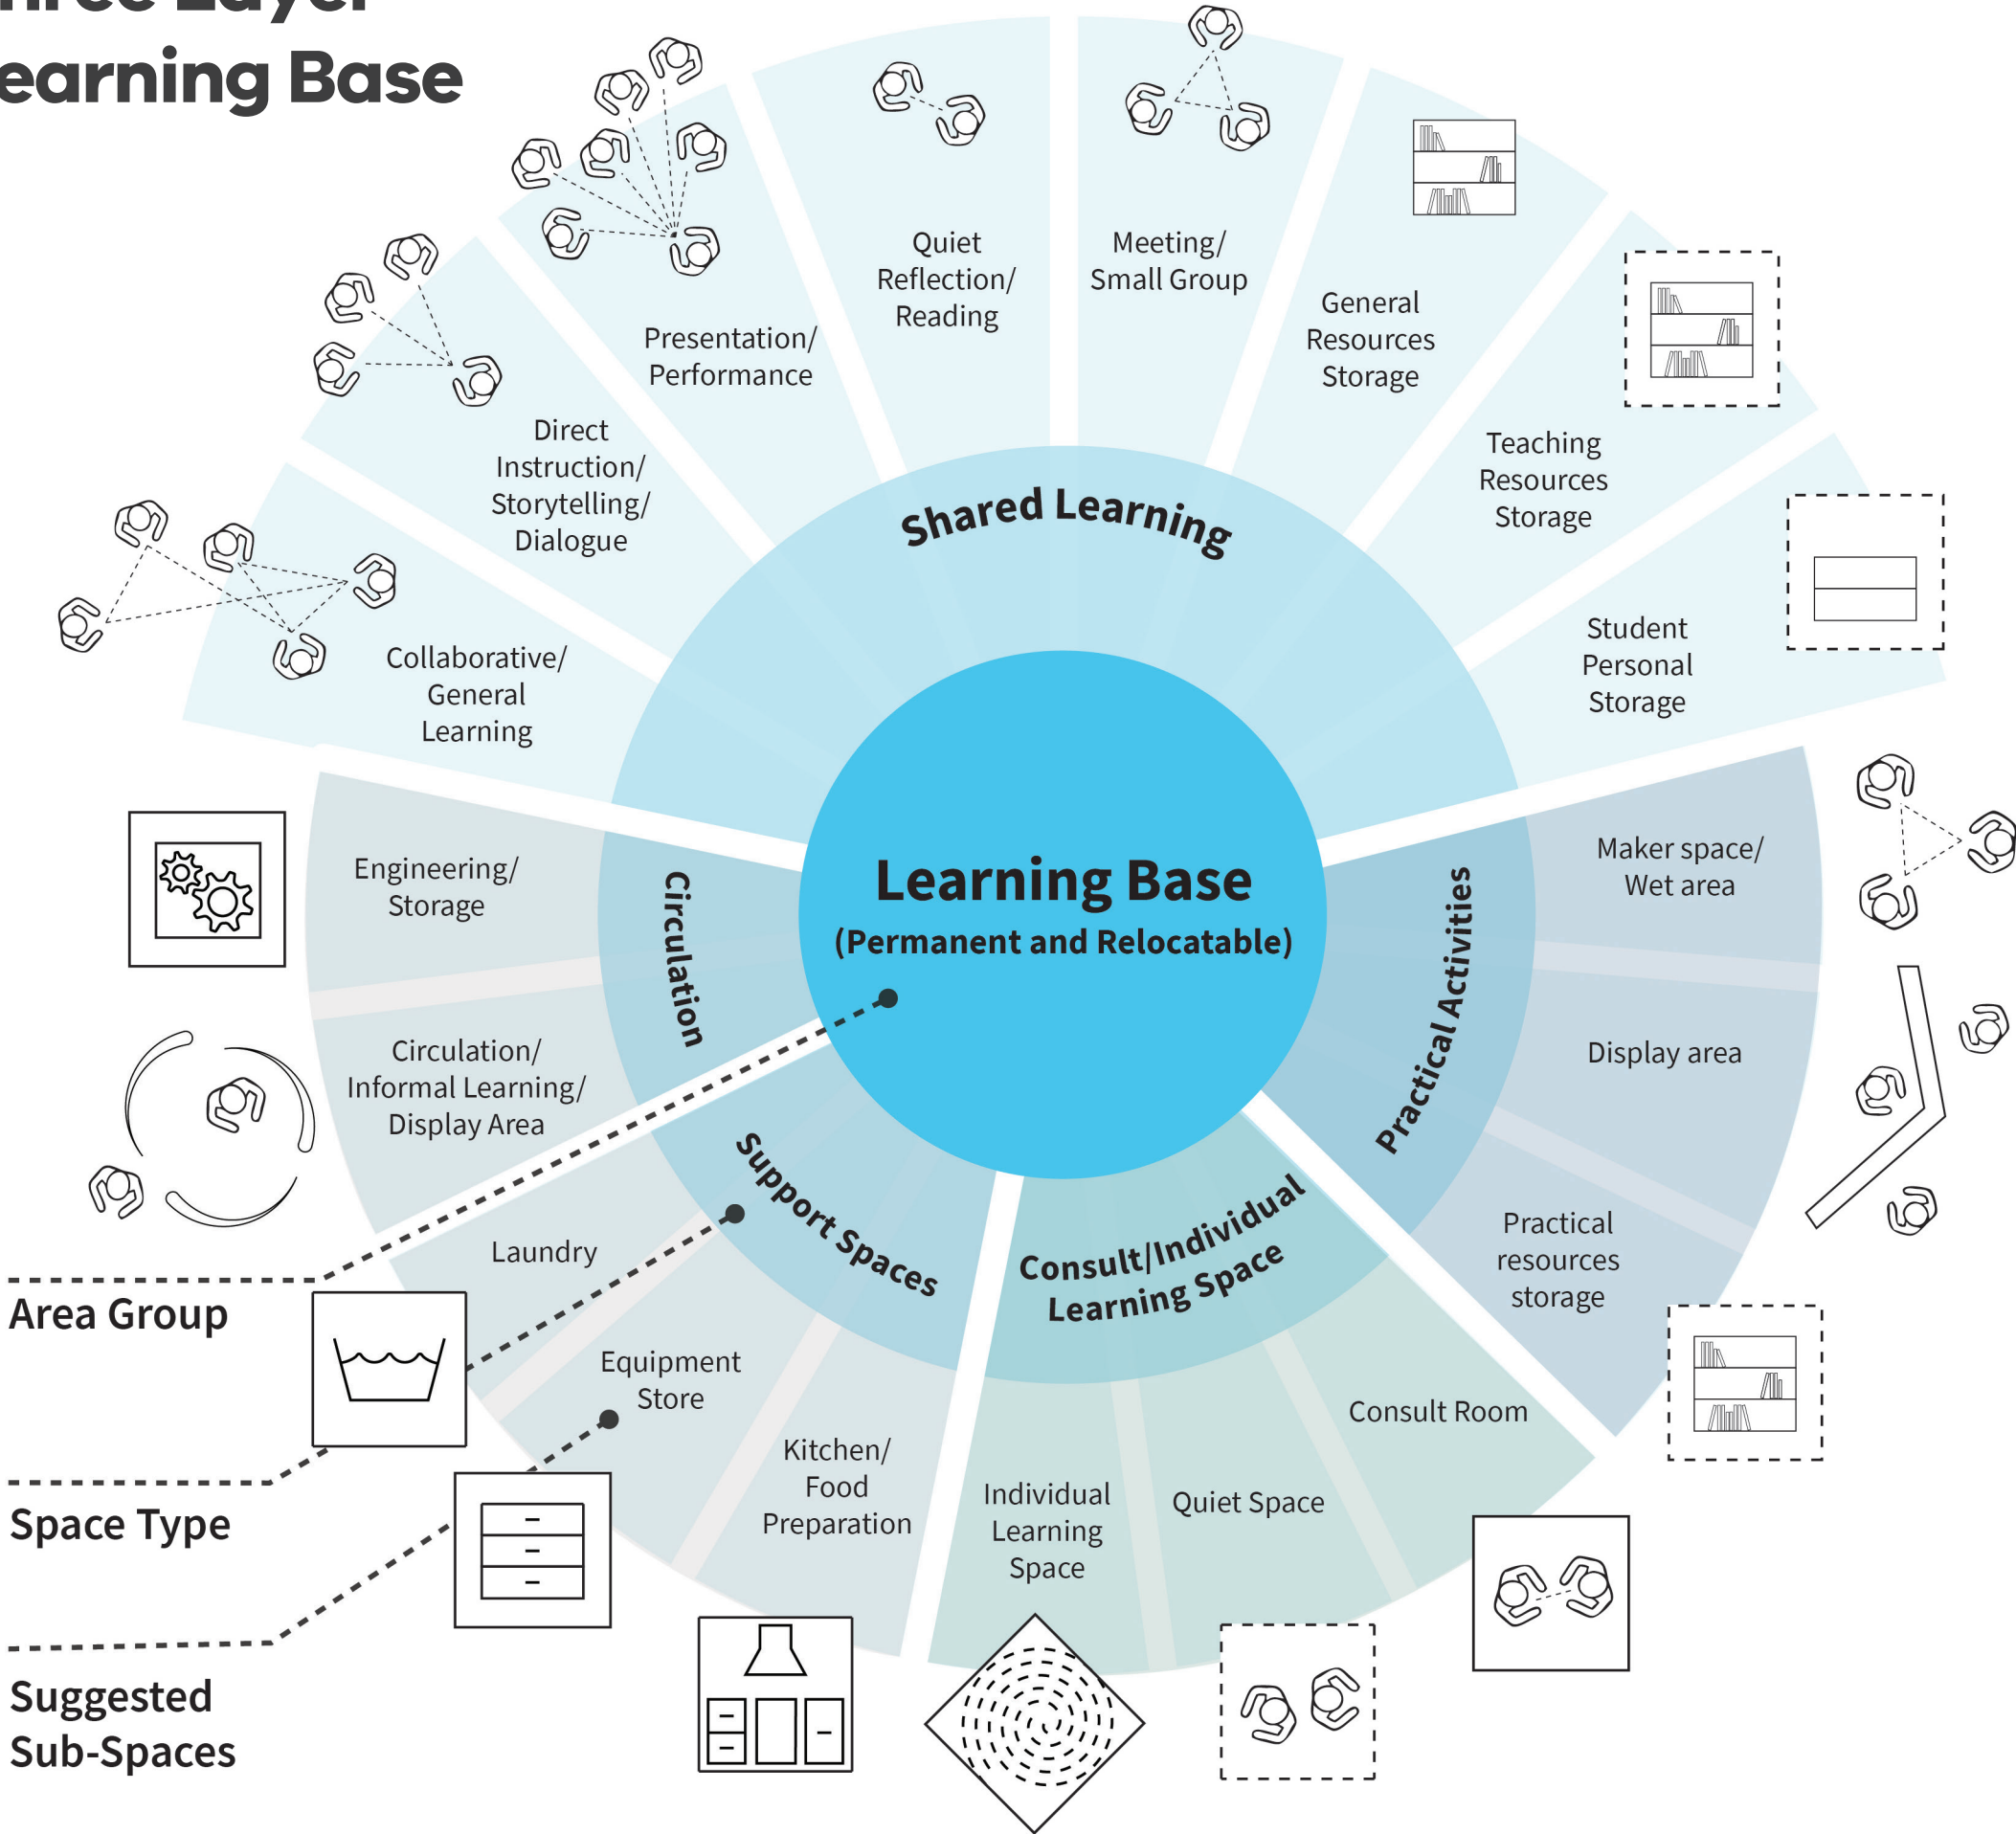 Layer
earning Base
Quiet
Reflection/
Reading
Meeting/
Small Group
General
Resources
Storage
Presentation/
Performance
Direct
Instruction/
Storytelling/
Dialogue
Teaching
Resources
Storage
Shared Learning
Collaborative/
General
Learning
Student
Personal
Storage
Learning Base
(Permanent and Relocatable)
Engineering/
Storage
Circulation
Circulation/
Informal Learning/
Display Area
Practical Activities
Maker space/
Wet area
Display area
Practical
resources
storage
Support Spaces
Laundry
Equipment
Store
Kitchen/
Food
Preparation
Consult/Individual
Learning Space
Individual
Learning
Space
Quiet Space
Consult Room
Area Group
Space Type
Suggested
Sub-Spaces